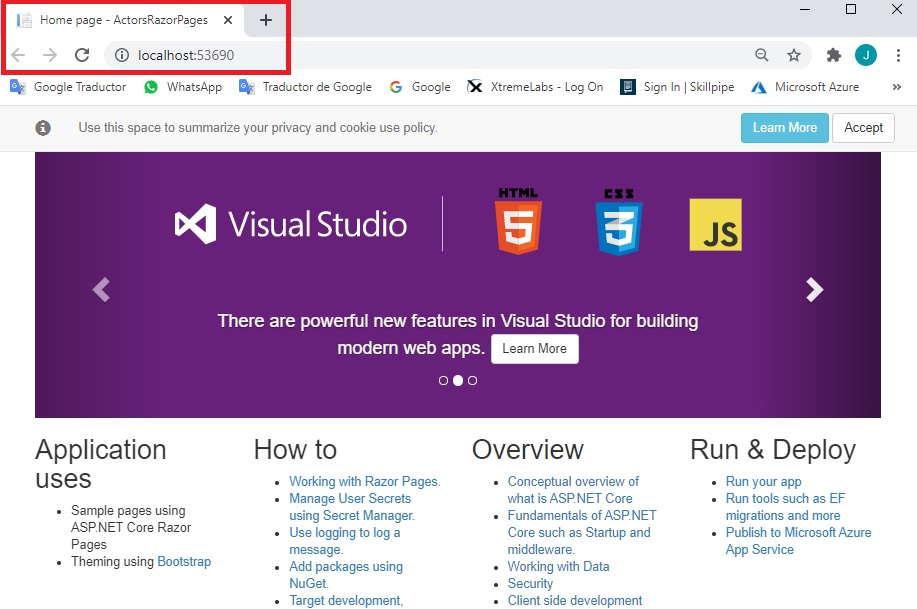 Home page - ActorsRazorPages
localhost:53690
J
Google Traductor
WhatsApp
Traductor de Google
Google
XtremeLabs - Log On
Sign In | Skillpipe
Microsoft Azure
»
Use this space to summarize your privacy and cookie use policy.
Learn More
Accept
Visual Studio
HTML
5
CSS
3
JS
There are powerful new features in Visual Studio for building
modern web apps. Learn More
Application
uses
Sample pages using
ASP.NET Core Razor
Pages
Theming using Bootstrap
How to
Working with Razor Pages.
Manage User Secrets
using Secret Manager.
Use logging to log a
message.
Add packages using
NuGet.
Target development,
Overview
Conceptual overview of
what is ASP.NET Core
Fundamentals of ASP.NET
Core such as Startup and
middleware.
Working with Data
Security
Client side development
Run & Deploy
Run your app
Run tools such as EF
migrations and more
Publish to Microsoft Azure
App Service